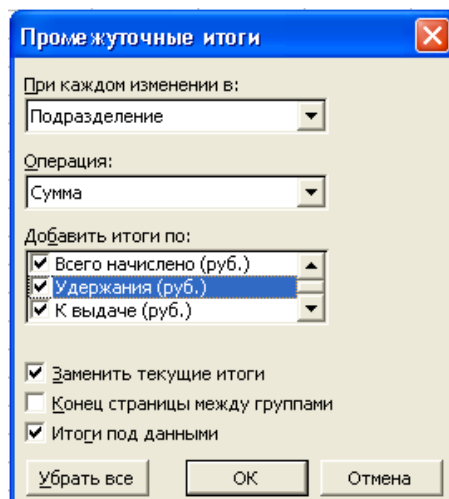 Промежуточные итоги
При каждом изменении в:
Подразделение
Операция:
Сумма
Добавить итоги по:
Всего начислено (руб.)
Удержания (руб.)
К выдаче (руб.)
Заменить текущие итоги
Конец страницы между группами
Итоги под данными
Убрать все ОК Отмена